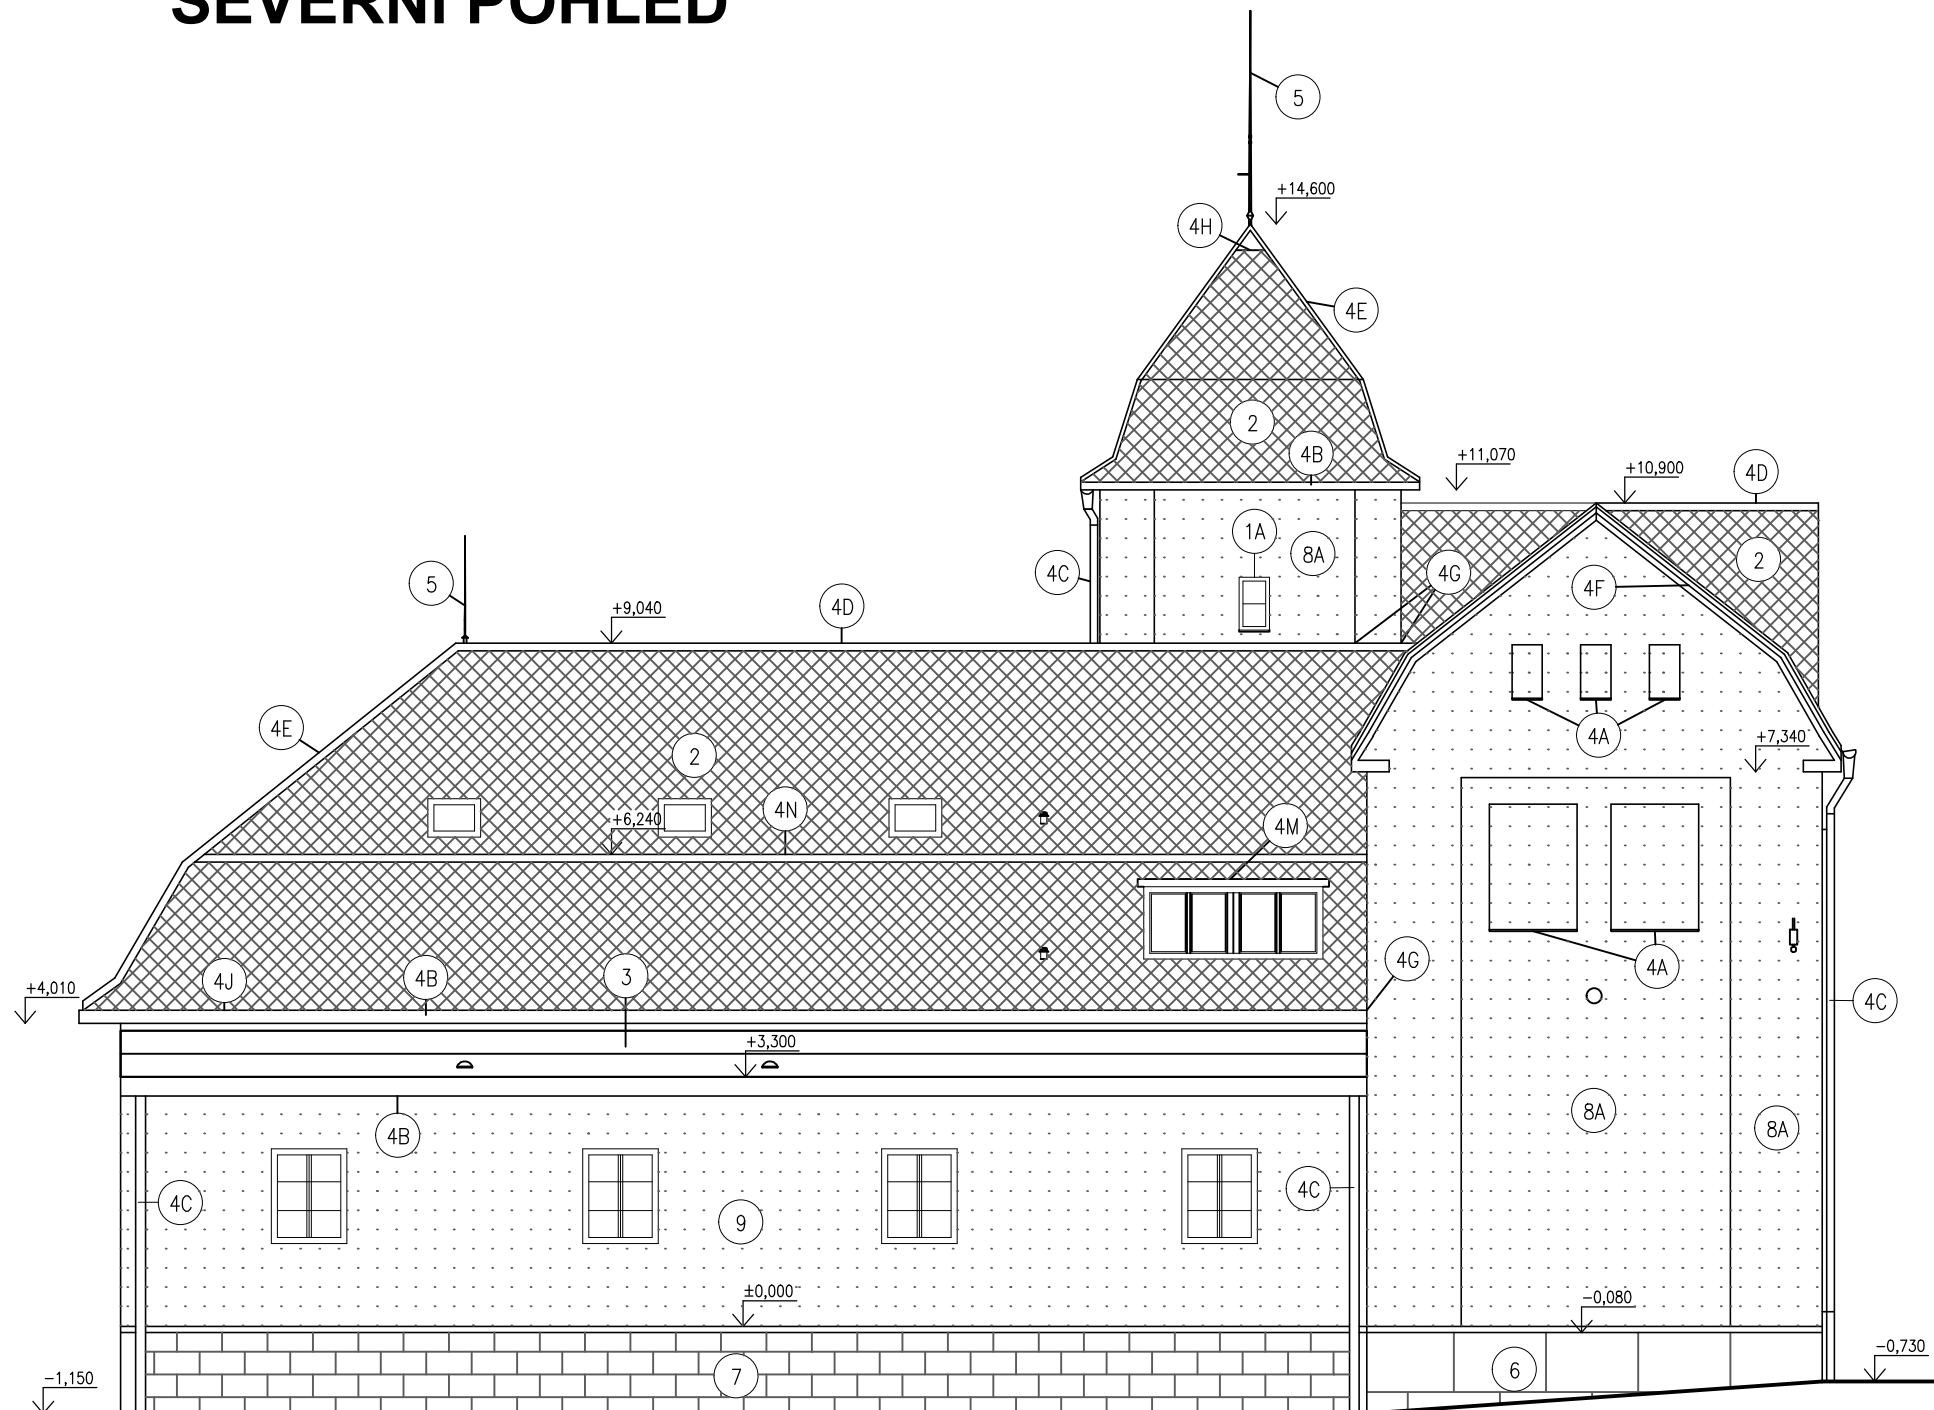 SEVERNÍ POHLED
5
+14,600
4H
4E
2
4B
+11,070
+10,900
4D
1A
8A
4C
4G
4F
2
5
+9,040
4D
4E
2
4A
+7,340
4N
+6,240
4M
4G
4A
4J
4B
3
+4,010
4C
+3,300
8A
8A
4B
4C
4C
9
±0,000
-0,080
7
6
-0,730
-1,150